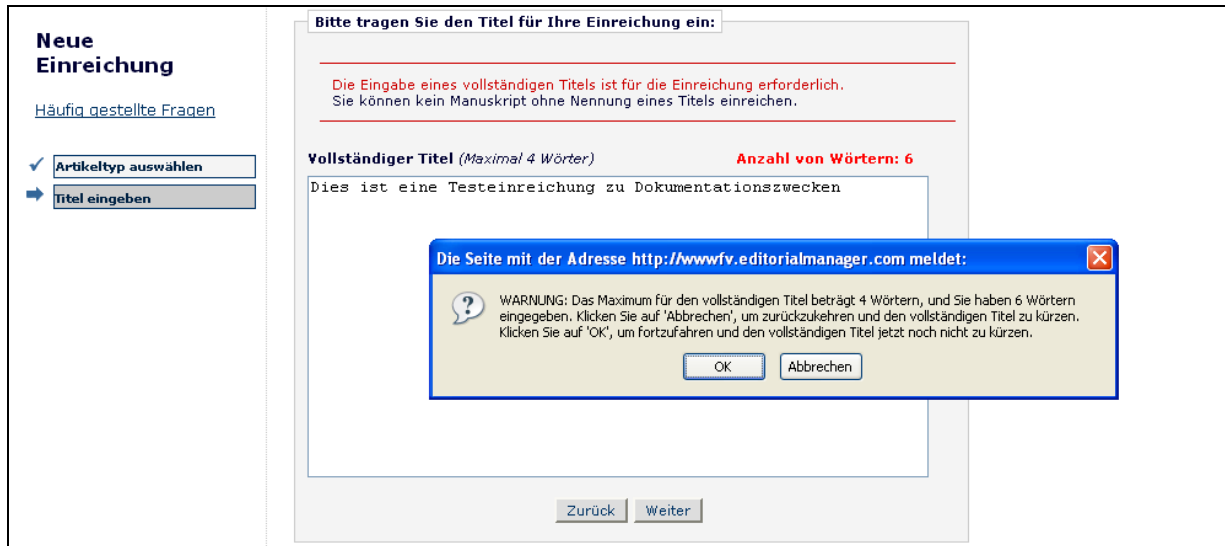 Neue
Einreichung
Häufig gestellte Fragen
Artikeltyp auswählen
Titel eingeben
Bitte tragen Sie den Titel für Ihre Einreichung ein:
Die Eingabe eines vollständigen Titels ist für die Einreichung erforderlich.
Sie können kein Manuskript ohne Nennung eines Titels einreichen.
Vollständiger Titel (Maximal 4 Wörter) Anzahl von Wörtern: 6
Dies ist eine Testeinreichung zu Dokumentationszwecken
Die Seite mit der Adresse http://wwwfv.editorialmanager.com meldet:
WARNUNG: Das Maximum für den vollständigen Titel beträgt 4 Wörtern, und Sie haben 6 Wörtern
eingegeben. Klicken Sie auf 'Abbrechen', um zurückzukehren und den vollständigen Titel zu kürzen.
Klicken Sie auf 'OK', um fortzufahren und den vollständigen Titel jetzt noch nicht zu kürzen.
OK Abbrechen
Zurück Weiter